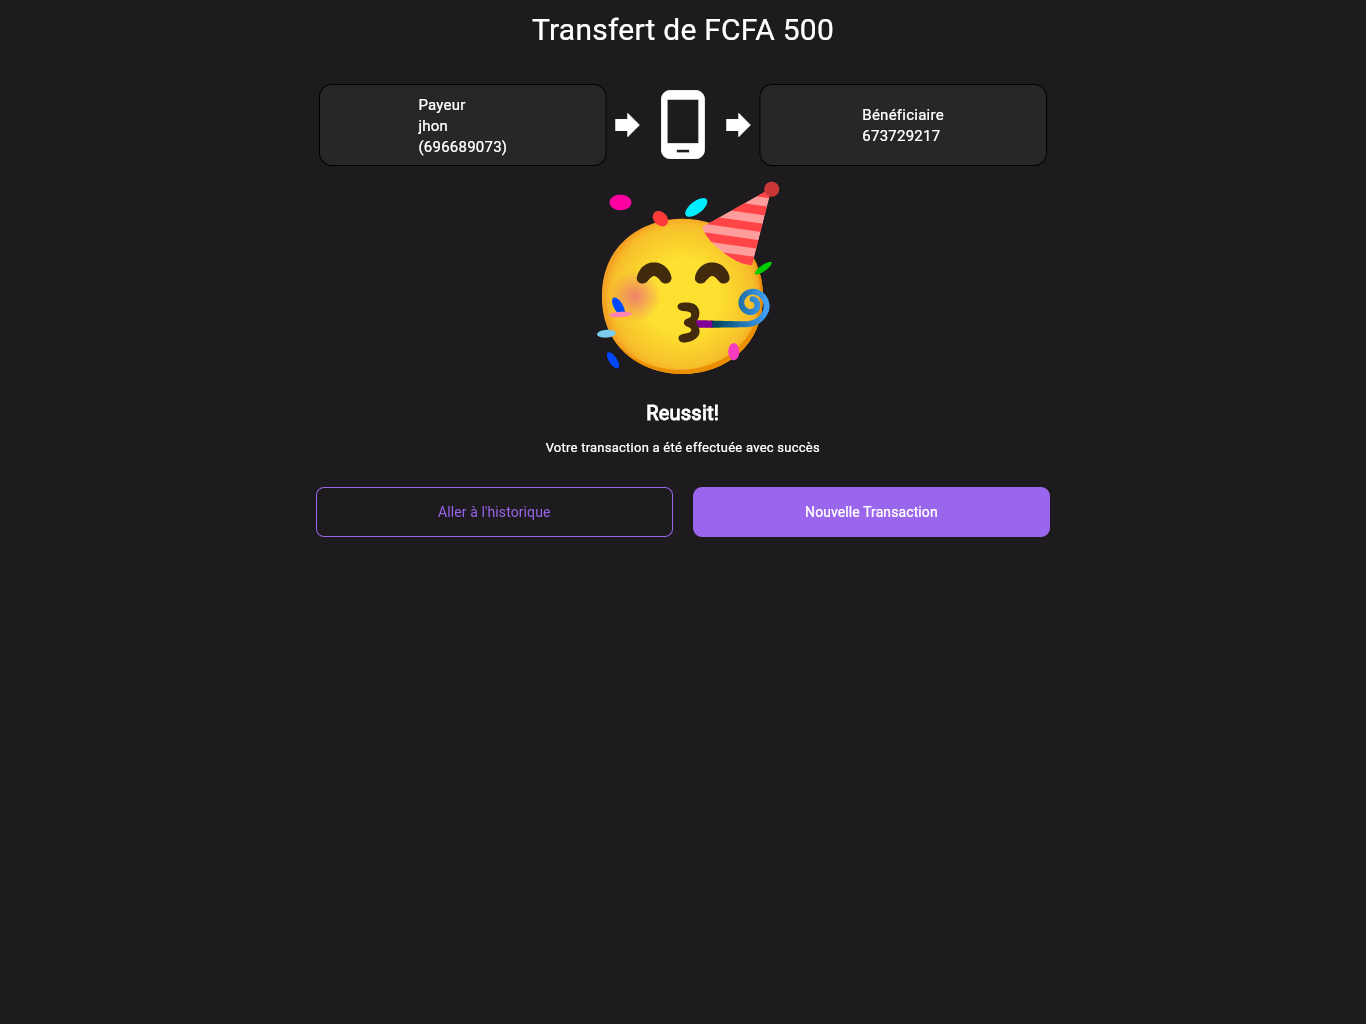 Transfert de FCFA 500
Payeur
jhon
(696689073)
Bénéficiaire
673729217
Reussit!
Votre transaction a été effectuée avec succès
Aller à l'historique
Nouvelle Transaction